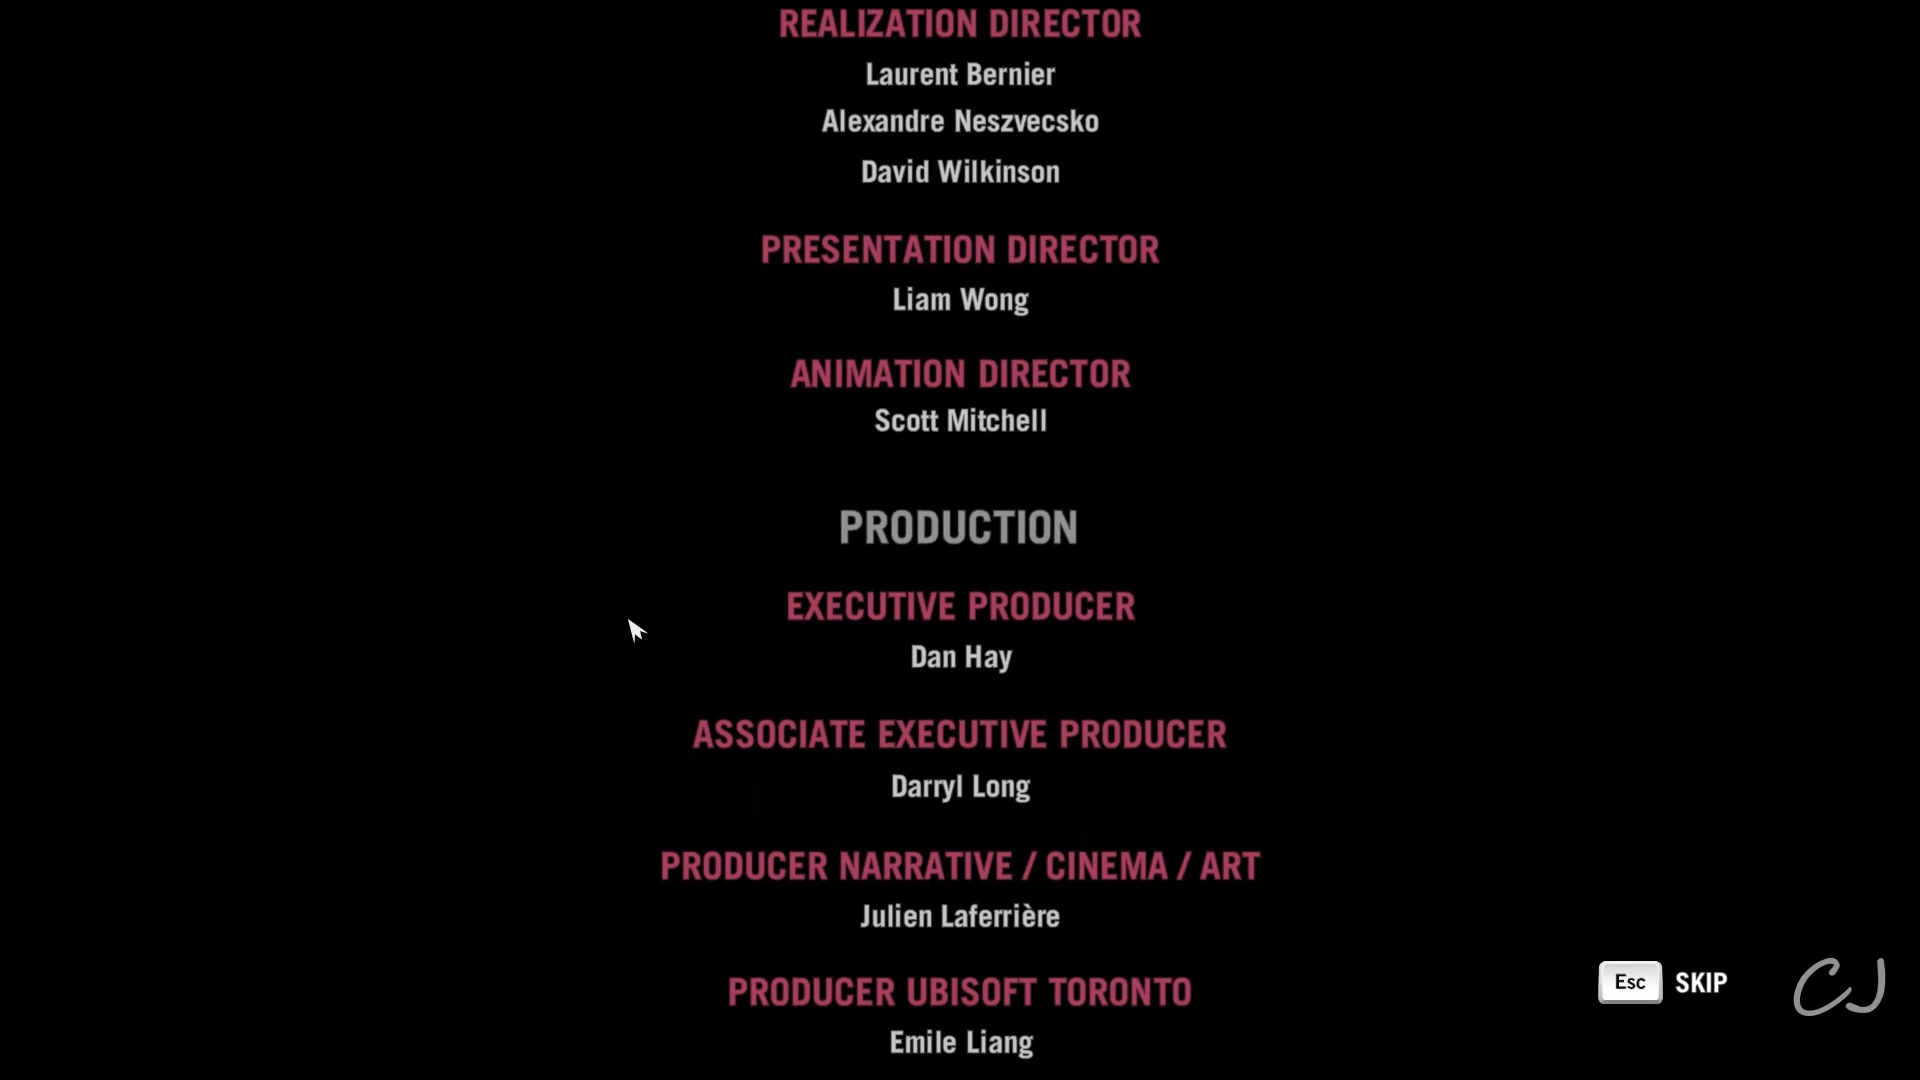 REALIZATION DIRECTOR
Laurent Bernier
Alexandre Neszvecsko
David Wilkinson
PRESENTATION DIRECTOR
Liam Wong
ANIMATION DIRECTOR
Scott Mitchell
PRODUCTION
EXECUTIVE PRODUCER
Dan Hay
ASSOCIATE EXECUTIVE PRODUCER
Darryl Long
PRODUCER NARRATIVE / CINEMA / ART
Julien Laferrière
PRODUCER UBISOFT TORONTO
Emile Liang
Esc SKIP
CJ